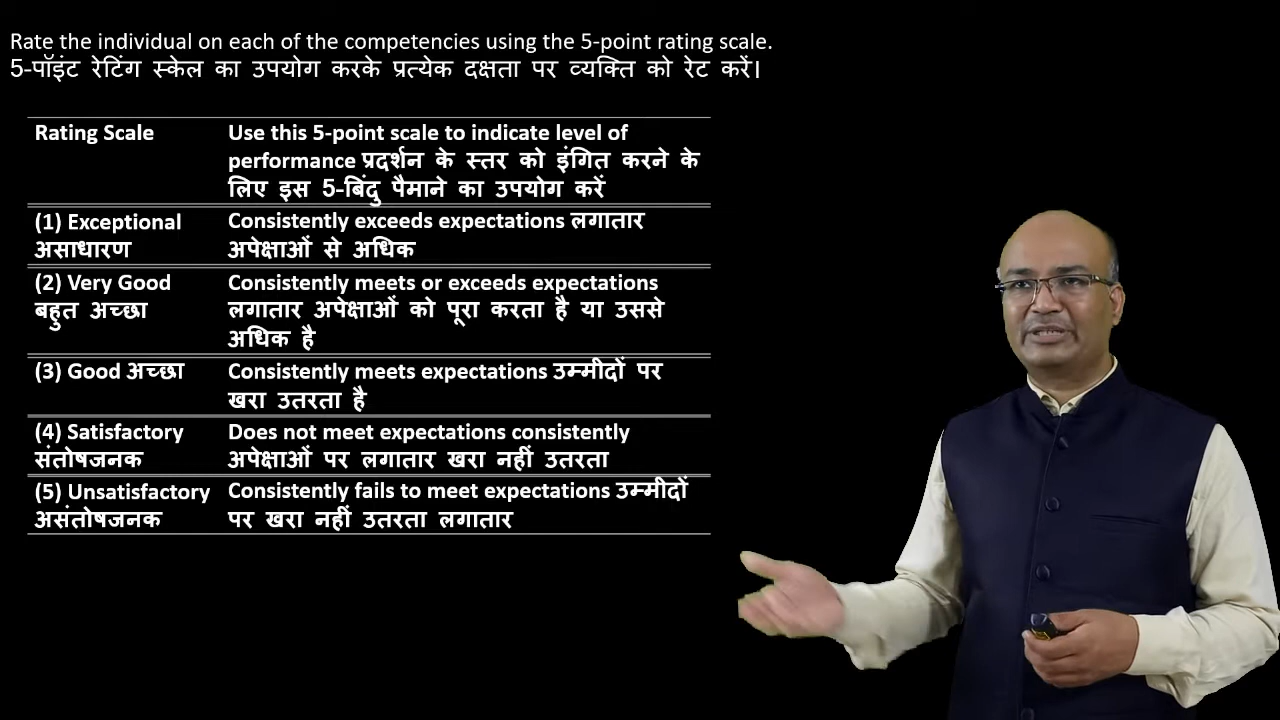 Rate the individual on each of the competencies using the 5-point rating scale.
5-पॉइंट रेटिंग स्केल का उपयोग करके प्रत्येक दक्षता पर व्यक्ति को रेट करें।
Rating Scale
Use this 5-point scale to indicate level of
performance प्रदर्शन के स्तर को इंगित करने के
लिए इस 5-बिंदु पैमाने का उपयोग करें
(1) Exceptional
असाधारण
Consistently exceeds expectations लगातार
अपेक्षाओं से अधिक
(2) Very Good
बहुत अच्छा
Consistently meets or exceeds expectations
लगातार अपेक्षाओं को पूरा करता है या उससे
अधिक है
(3) Good अच्छा
Consistently meets expectations उम्मीदों पर
खरा उतरता है
(4) Satisfactory
संतोषजनक
Does not meet expectations consistently
अपेक्षाओं पर लगातार खरा नहीं उतरता
(5) Unsatisfactory
असंतोषजनक
Consistently fails to meet expectations उम्मीदों
पर खरा नहीं उतरता लगातार